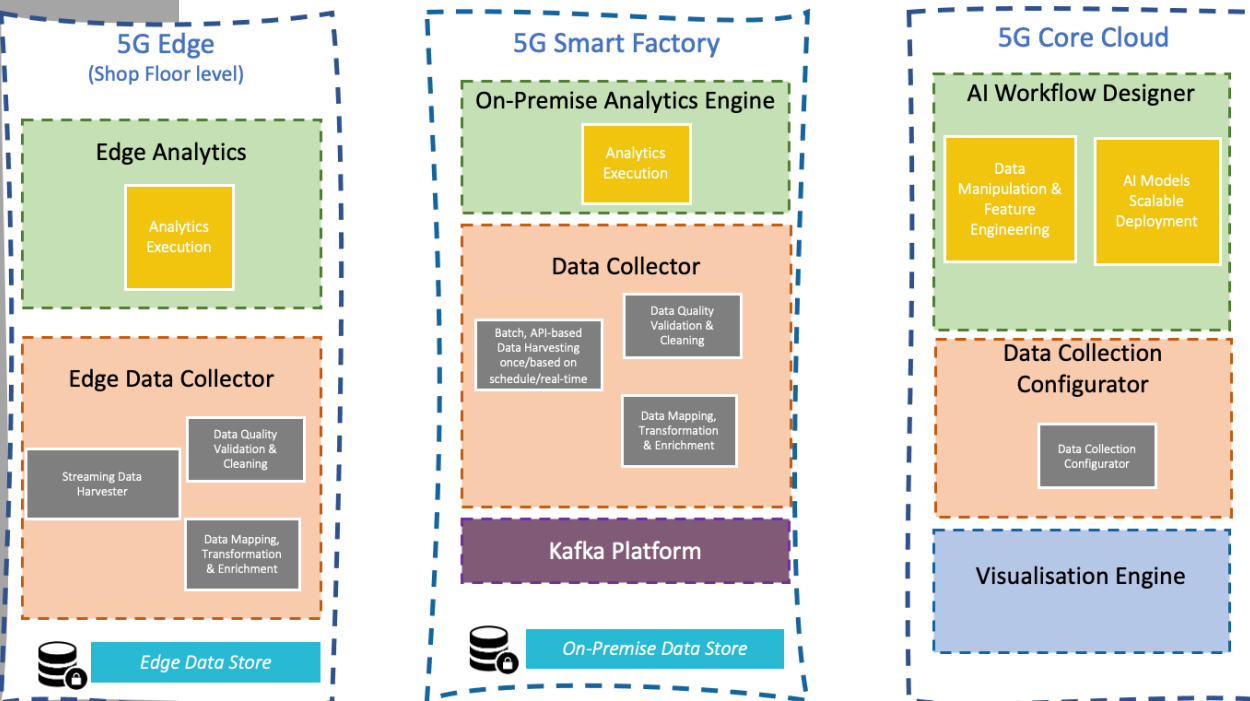 5G Edge
(Shop Floor level)
Edge Analytics
Analytics
Execution
Edge Data Collector
Data Quality
Validation &
Cleaning
Streaming Data
Harvester
Data Mapping,
Transformation
& Enrichment
Edge Data Store
5G Smart Factory
On-Premise Analytics Engine
Analytics
Execution
Data Collector
Batch, API-based
Data Harvesting
once/based on
schedule/real-time
Data Quality
Validation &
Cleaning
Data Mapping,
Transformation
& Enrichment
Kafka Platform
On-Premise Data Store
5G Core Cloud
AI Workflow Designer
Data
Manipulation &
Feature
Engineering
AI Models
Scalable
Deployment
Data Collection
Configurator
Data Collection
Configurator
Visualisation Engine